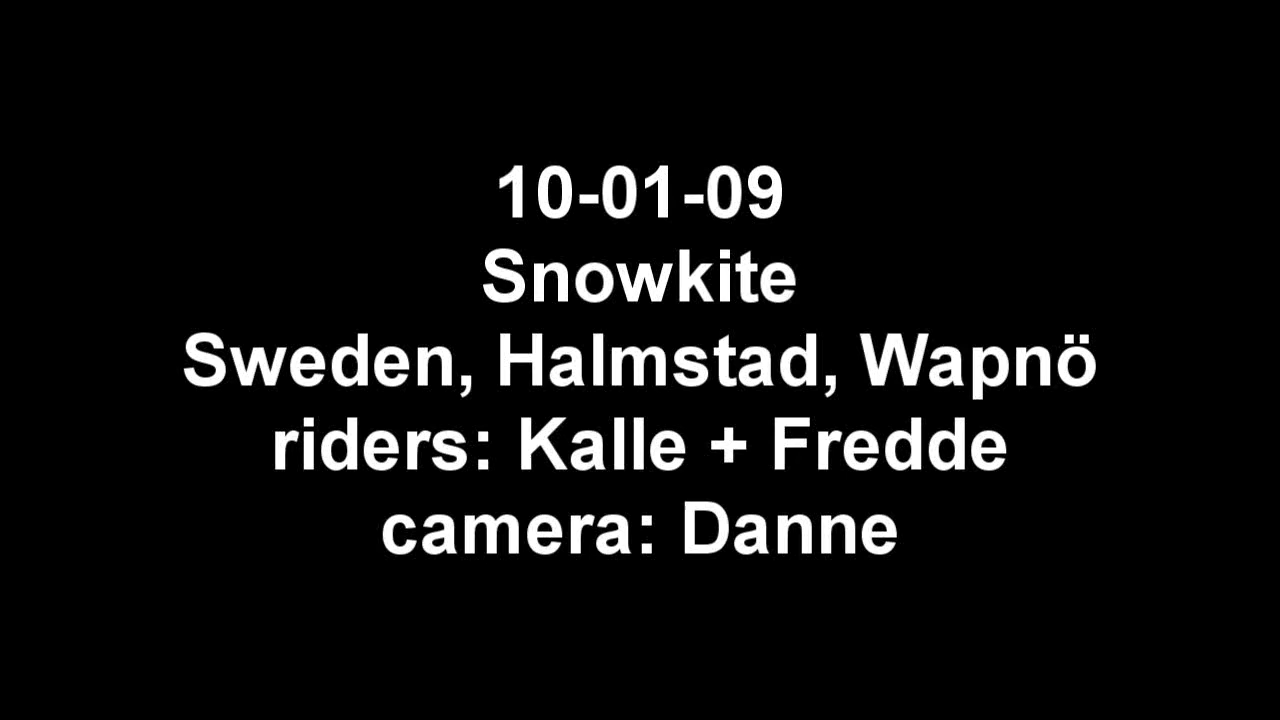 10-01-09
Snowkite
Sweden, Halmstad, Wapnö
riders: Kalle + Fredde
camera: Danne